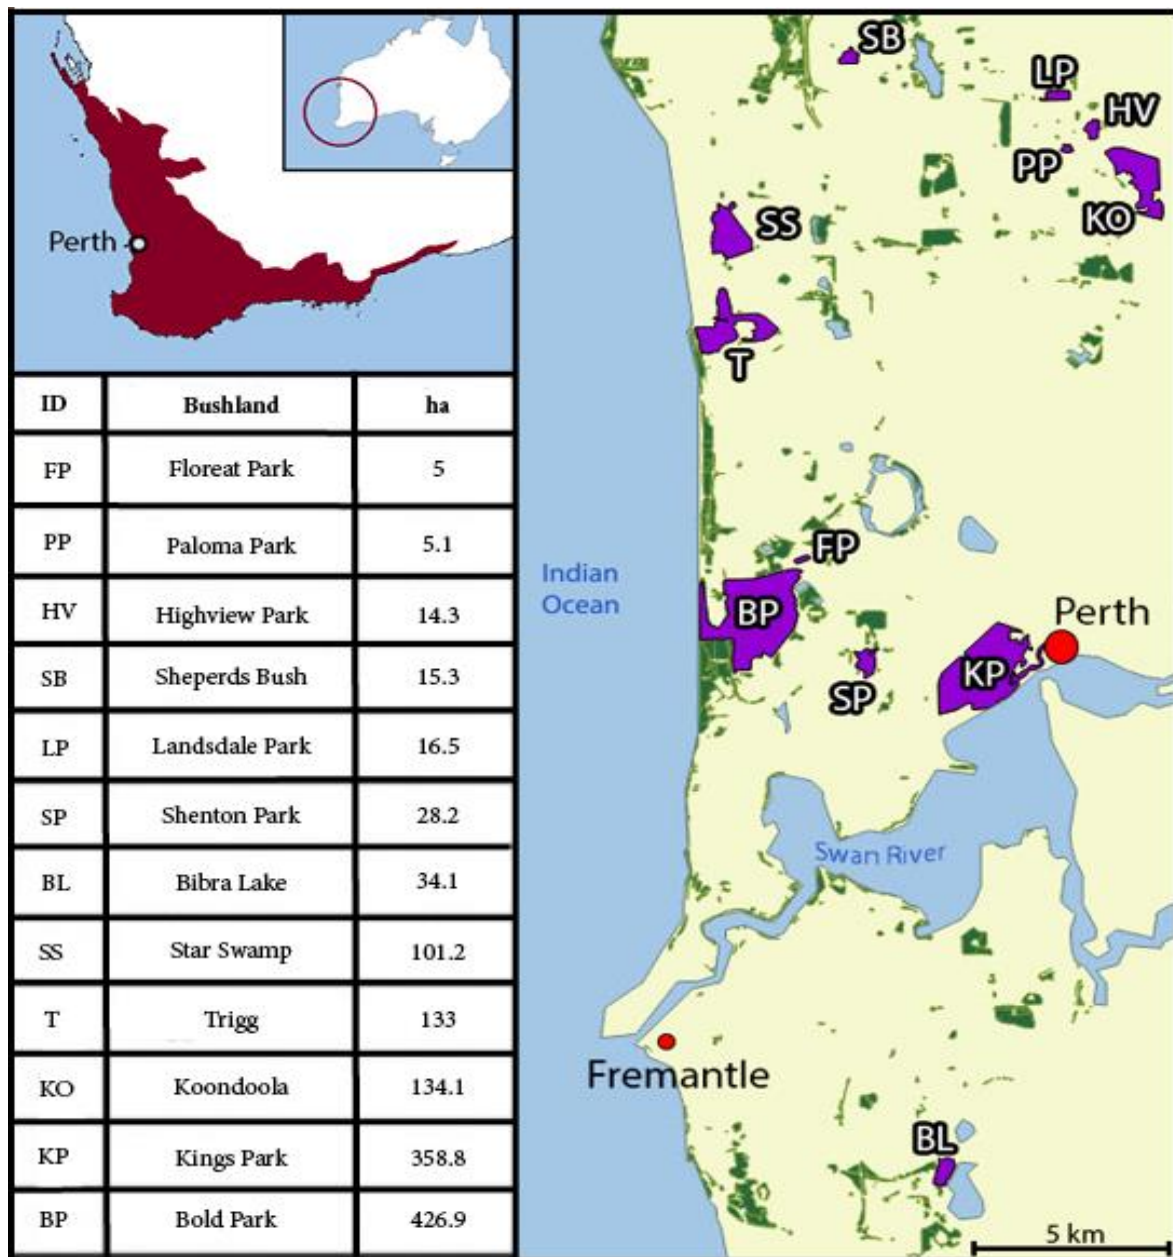 Perth
ID Bushland ha
FP Floreat Park 5
PP Paloma Park 5.1
HV Highview Park 14.3
SB Sheperds Bush 15.3
LP Landsdale Park 16.5
SP Shenton Park 28.2
BL Bibra Lake 34.1
SS Star Swamp 101.2
T Trigg 133
KO Koondoola 134.1
KP Kings Park 358.8
BP Bold Park 426.9
SB
LP
HV
PP
KO
SS
T
FP
Indian
Ocean
BP
Perth
KP
SP
Swan River
Fremantle
BL
5 km